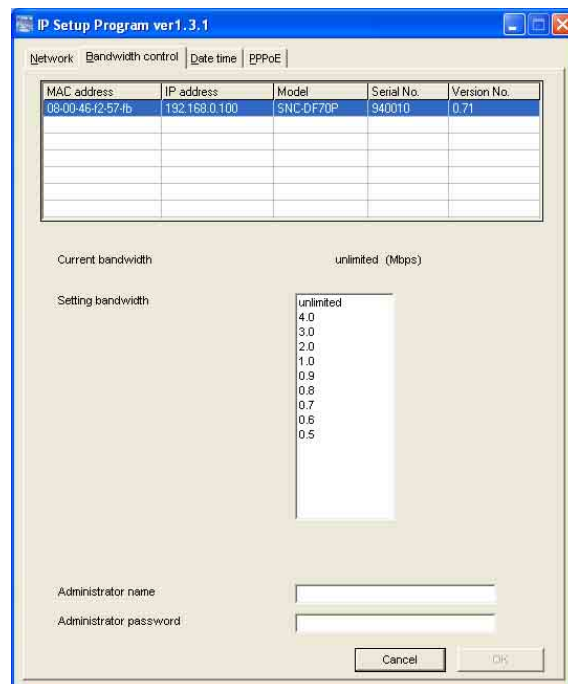 IP Setup Program ver1.3.1
Network Bandwidth control Date time PPPoE
MAC address IP address Model Serial No. Version No.
08-00-46-f2-57-fb 192.168.0.100 SNC-DF70P 940010 0.71
Current bandwidth unlimited (Mbps)
Setting bandwidth unlimited
4.0
3.0
2.0
1.0
0.9
0.8
0.7
0.6
0.5
Administrator name
Administrator password
Cancel OK